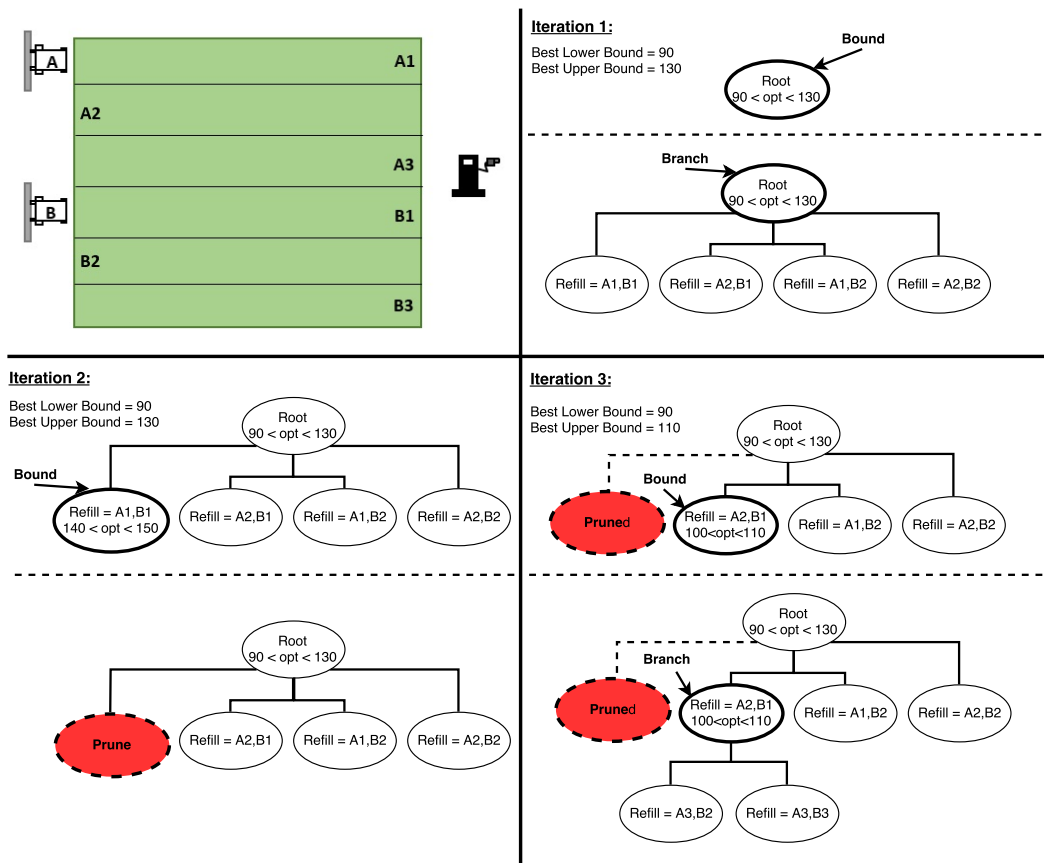 A
A1
A2
A3
B
B1
B2
B3
Iteration 1:
Best Lower Bound = 90
Best Upper Bound = 130
Bound
Root
90 < opt < 130
Branch
Root
90 < opt < 130
Refill = A1,B1
Refill = A2,B1
Refill = A1,B2
Refill = A2,B2
Iteration 2:
Best Lower Bound = 90
Best Upper Bound = 130
Root
90 < opt < 130
Bound
Refill = A1,B1
140 < opt < 150
Refill = A2,B1
Refill = A1,B2
Refill = A2,B2
Root
90 < opt < 130
Prune
Refill = A2,B1
Refill = A1,B2
Refill = A2,B2
Iteration 3:
Best Lower Bound = 90
Best Upper Bound = 110
Root
90 < opt < 130
Bound
Pruned
Refill = A2,B1
100<opt<110
Refill = A1,B2
Refill = A2,B2
Root
90 < opt < 130
Branch
Pruned
Refill = A2,B1
100<opt<110
Refill = A1,B2
Refill = A2,B2
Refill = A3,B2
Refill = A3,B3